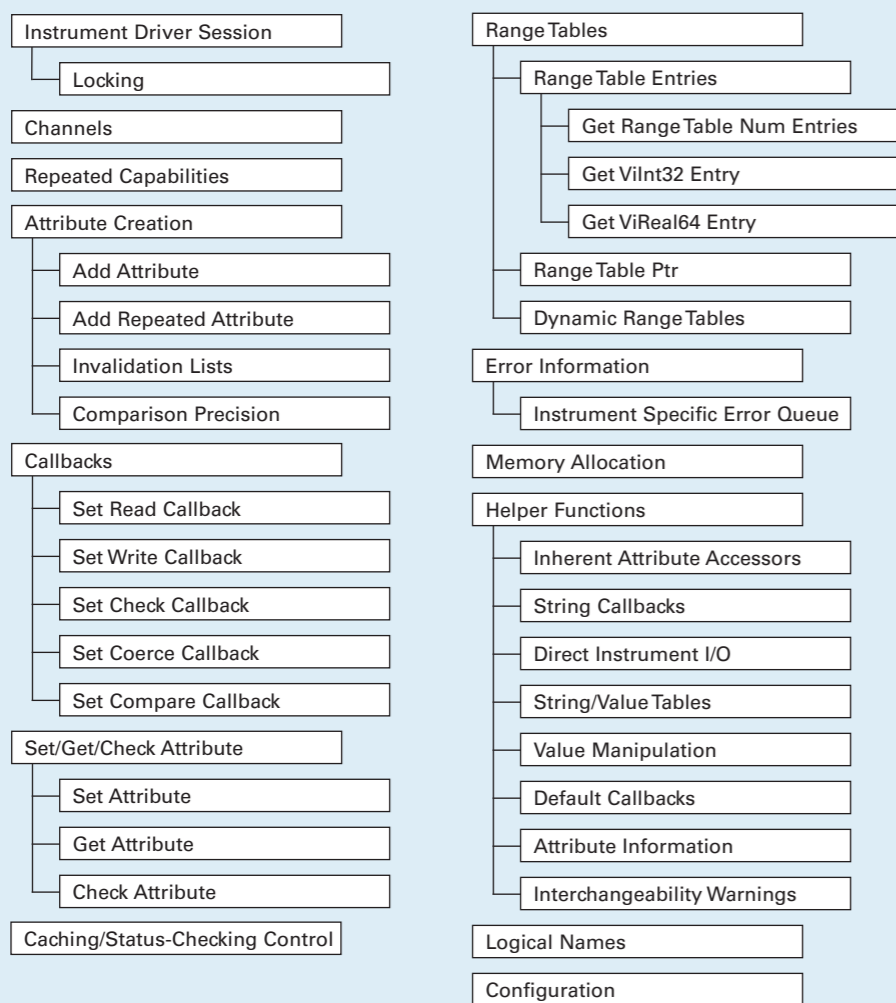 Instrument Driver Session
Locking
Channels
Repeated Capabilities
Attribute Creation
Add Attribute
Add Repeated Attribute
Invalidation Lists
Comparison Precision
Callbacks
Set Read Callback
Set Write Callback
Set Check Callback
Set Coerce Callback
Set Compare Callback
Set/Get/Check Attribute
Set Attribute
Get Attribute
Check Attribute
Caching/Status-Checking Control
Range Tables
Range Table Entries
Get Range Table Num Entries
Get ViInt32 Entry
Get ViReal64 Entry
Range Table Ptr
Dynamic Range Tables
Error Information
Instrument Specific Error Queue
Memory Allocation
Helper Functions
Inherent Attribute Accessors
String Callbacks
Direct Instrument I/O
String/Value Tables
Value Manipulation
Default Callbacks
Attribute Information
Interchangeability Warnings
Logical Names
Configuration